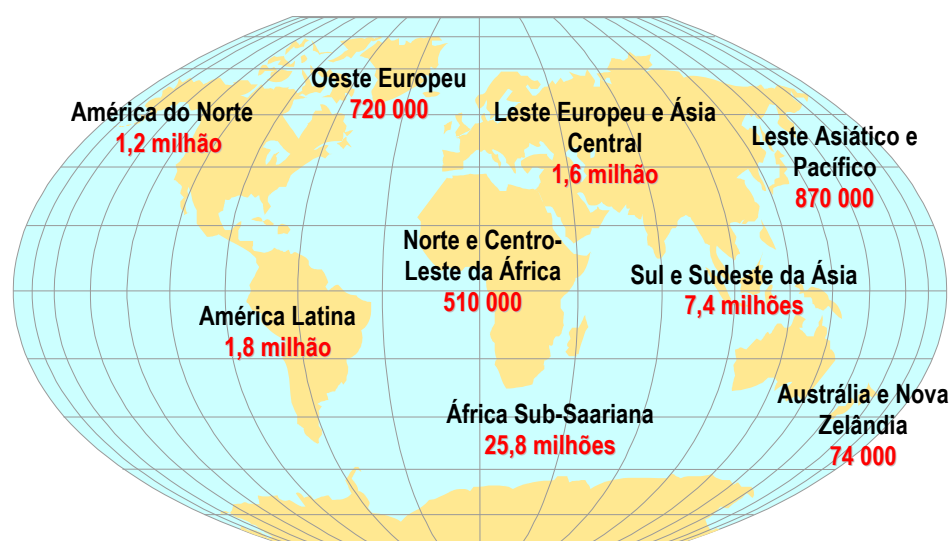 Oeste Europeu
720 000
América do Norte
1,2 milhão
Leste Europeu e Ásia
Central
1,6 milhão
Leste Asiático e
Pacífico
870 000
Norte e Centro-
Leste da África
510 000
Sul e Sudeste da Ásia
7,4 milhões
América Latina
1,8 milhão
África Sub-Saariana
25,8 milhões
Austrália e Nova
Zelândia
74 000